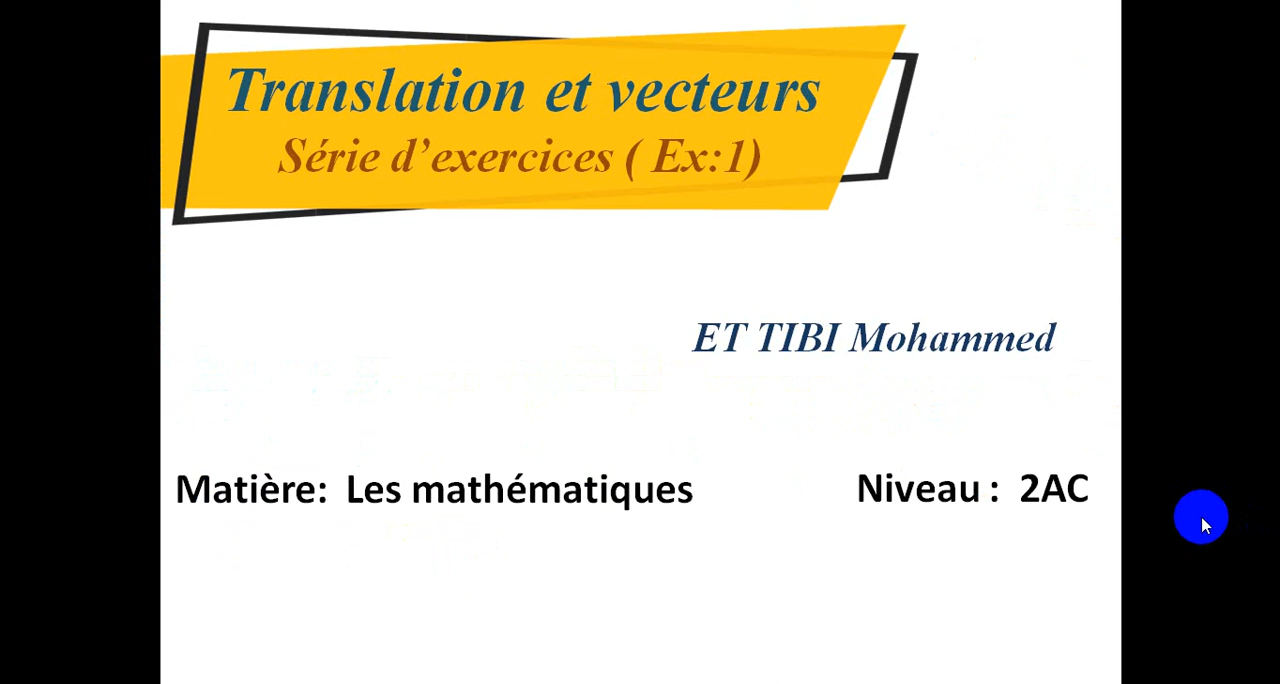 Translation et vecteurs
Série d’exercices ( Ex:1)
ET TIBI Mohammed
Matière: Les mathématiques
Niveau : 2AC